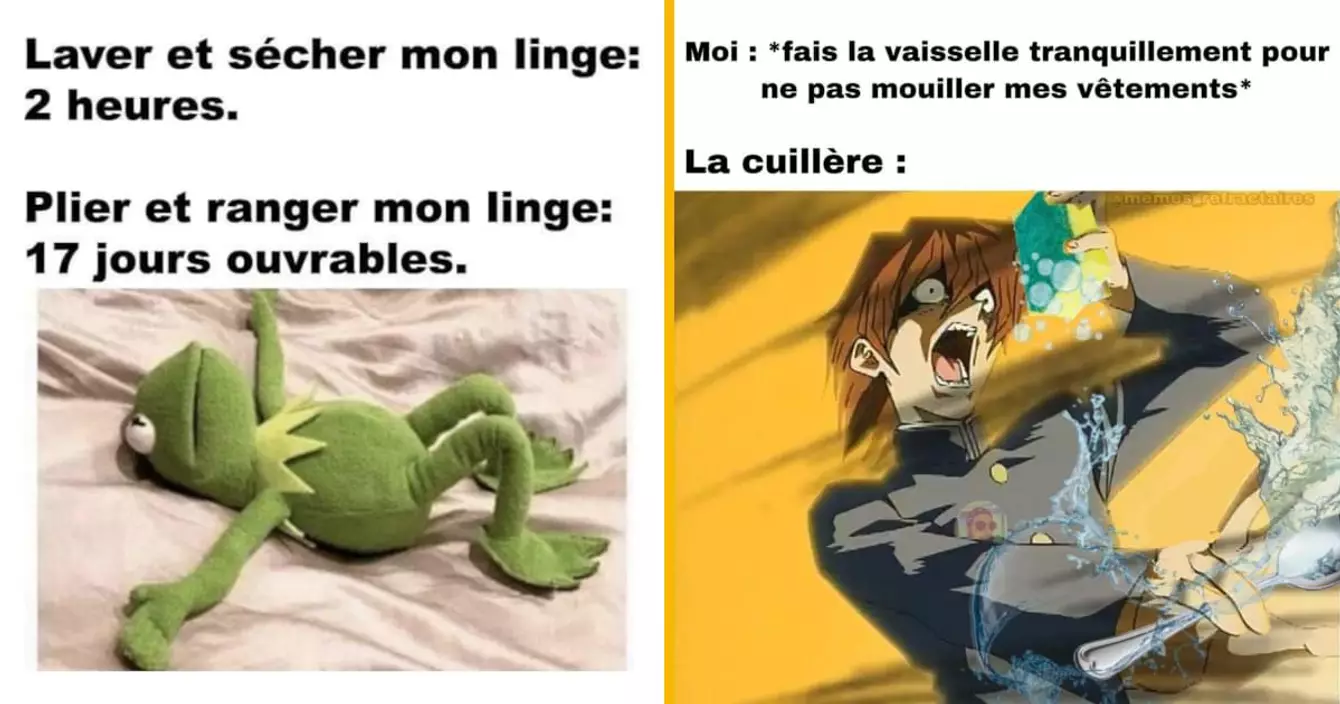 Laver et sécher mon linge:
2 heures.
Plier et ranger mon linge:
17 jours ouvrables.
Moi : *fais la vaisselle tranquillement pour
ne pas mouiller mes vêtements*
La cuillère :
@memes_refractaires